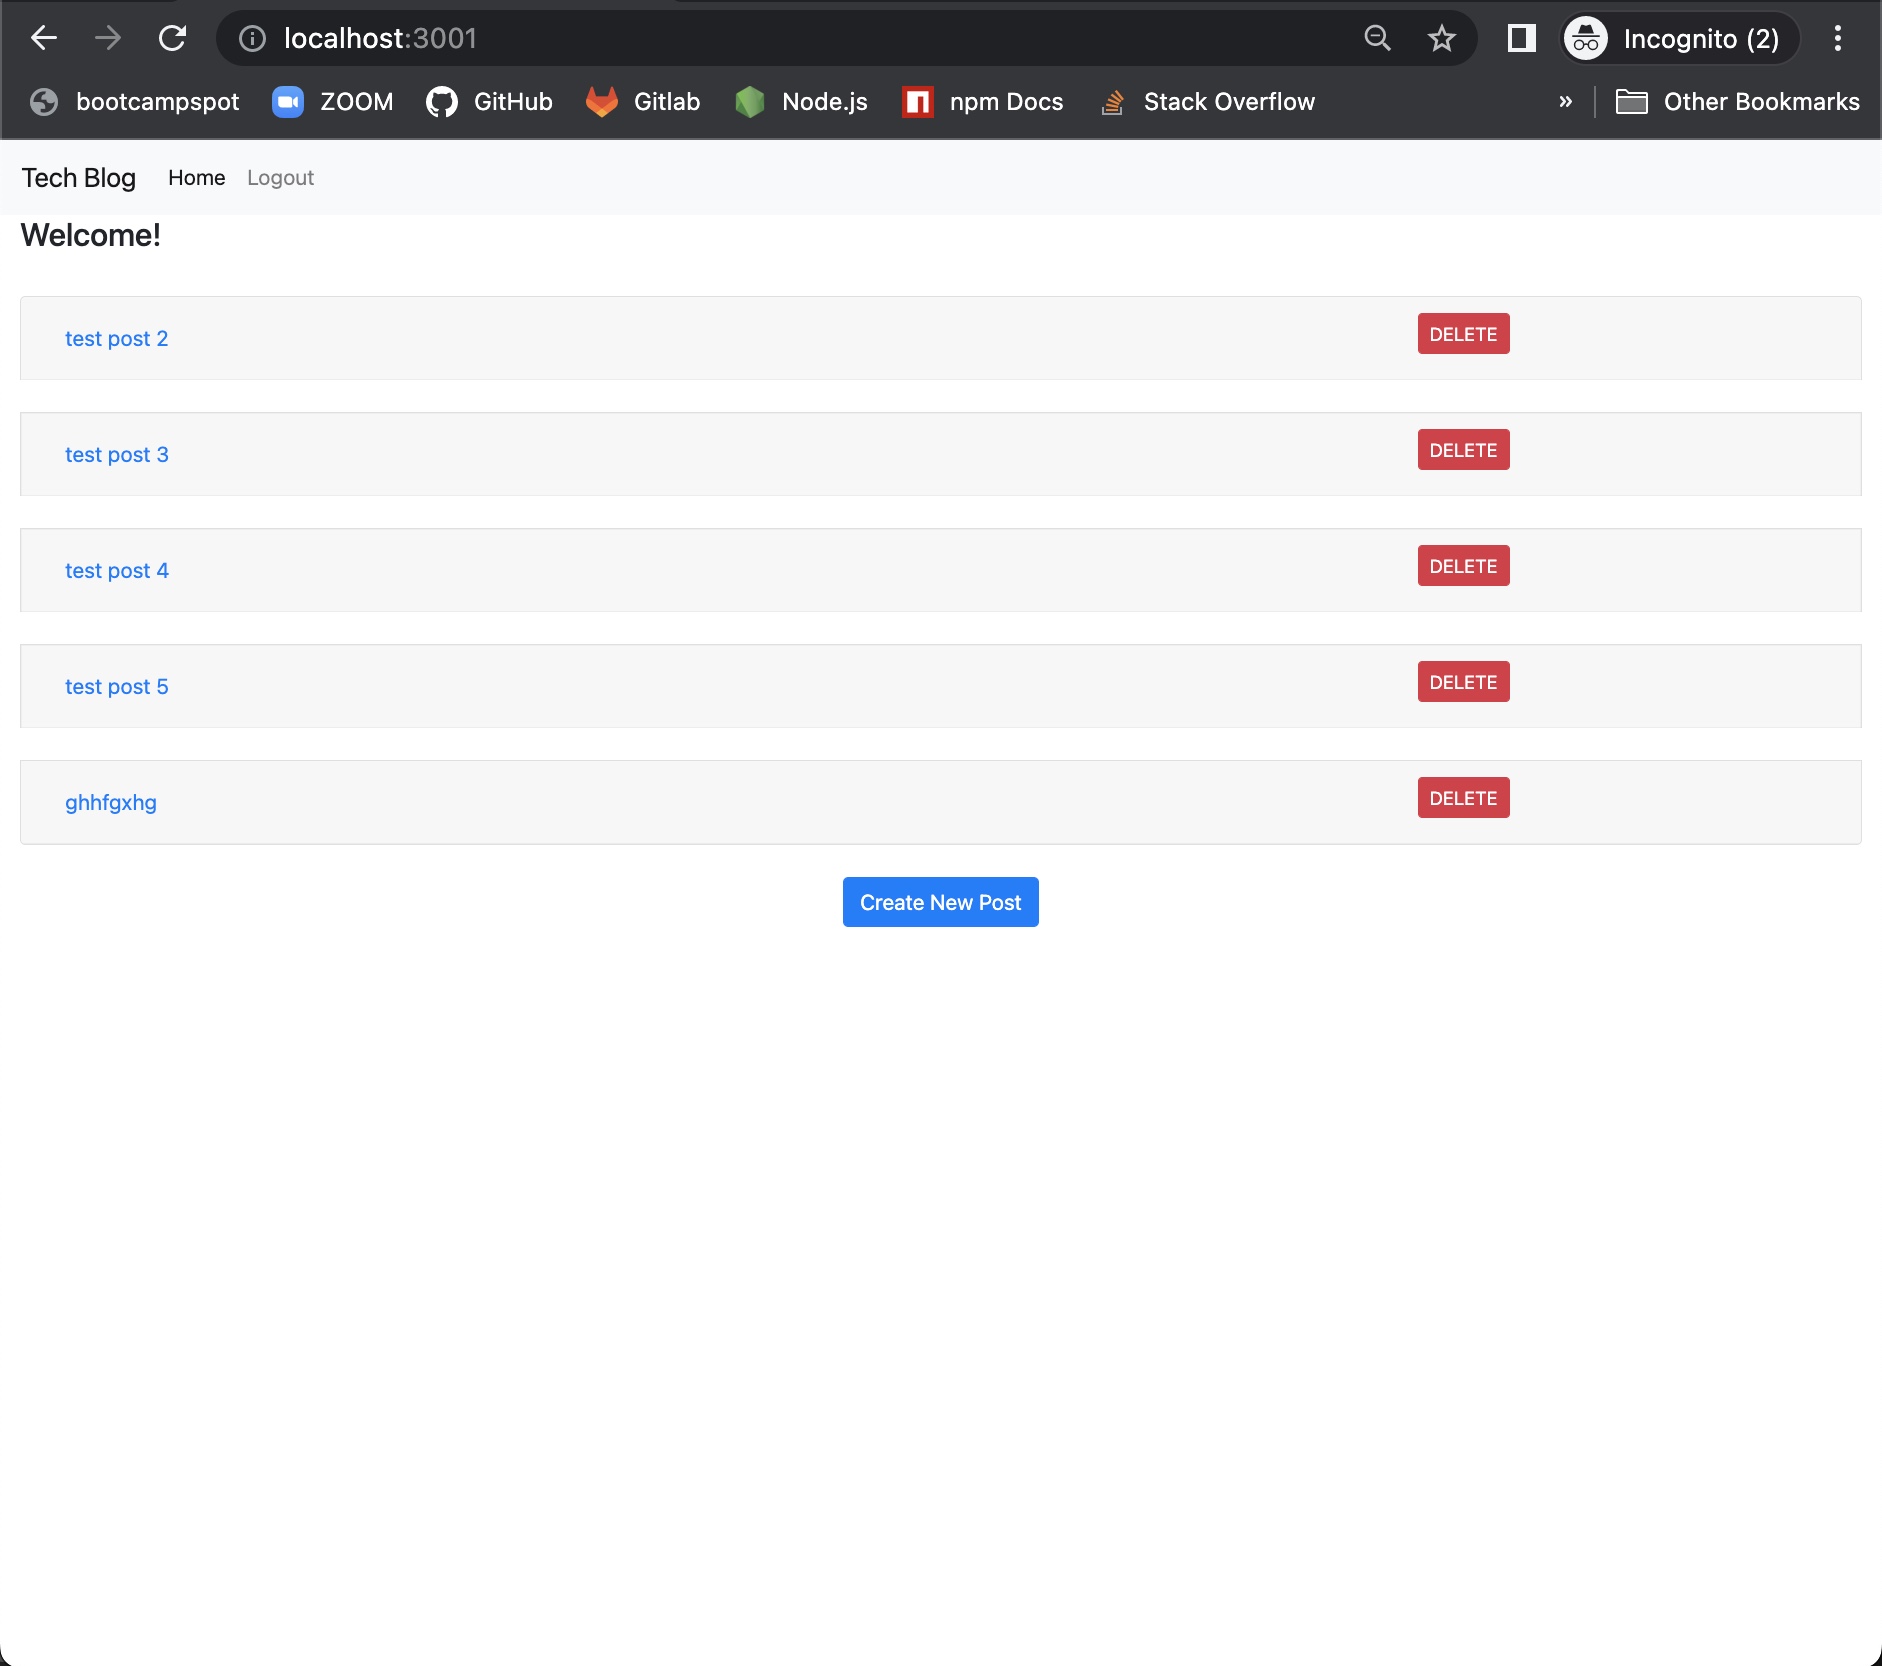 localhost:3001
Incognito (2)
bootcampspot ZOOM GitHub Gitlab Node.js npm Docs Stack Overflow » Other Bookmarks
Tech Blog Home Logout
Welcome!
test post 2 DELETE
test post 3 DELETE
test post 4 DELETE
test post 5 DELETE
ghhfgxhg DELETE
Create New Post